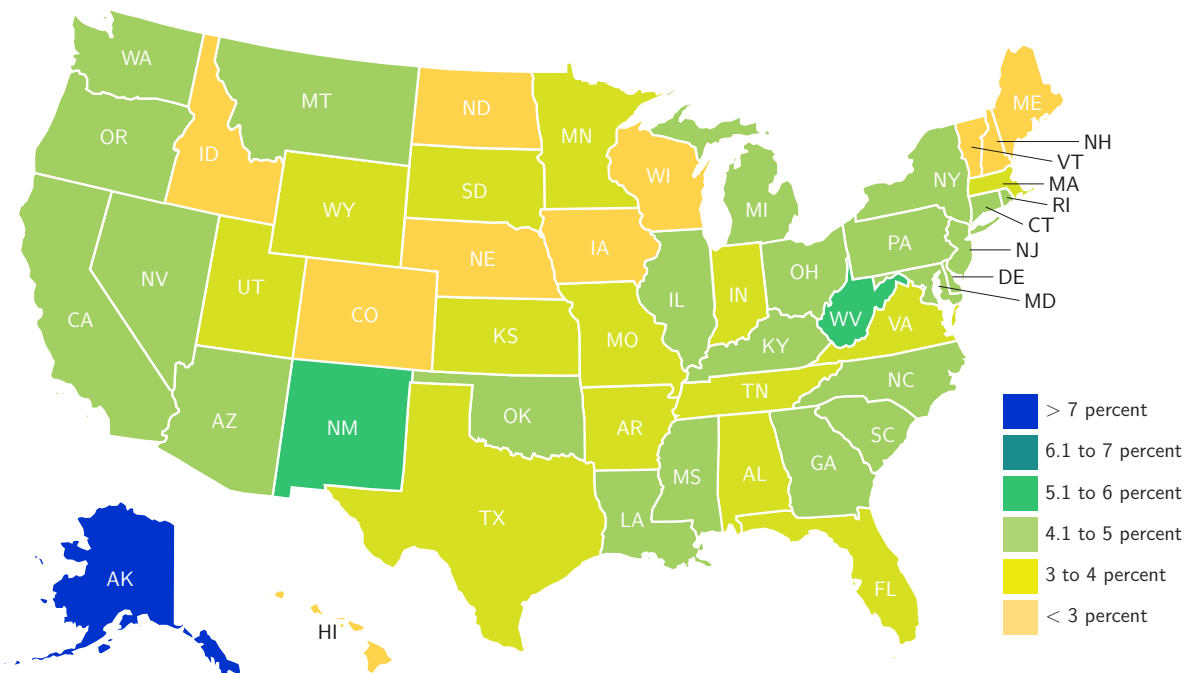 WA
MT
ND
MN
OR
ID
WI
ME
NH
VT
SD
WY
NY
MA
RI
MI
CT
PA
NJ
NE
IA
OH
DE
NV
UT
IL
IN
MD
CO
CA
WV
VA
KS
MO
KY
NC
TN
AZ
NM
OK
AR
SC
GA
MS
AL
TX
LA
FL
AK
HI
> 7 percent
6.1 to 7 percent
5.1 to 6 percent
4.1 to 5 percent
3 to 4 percent
< 3 percent